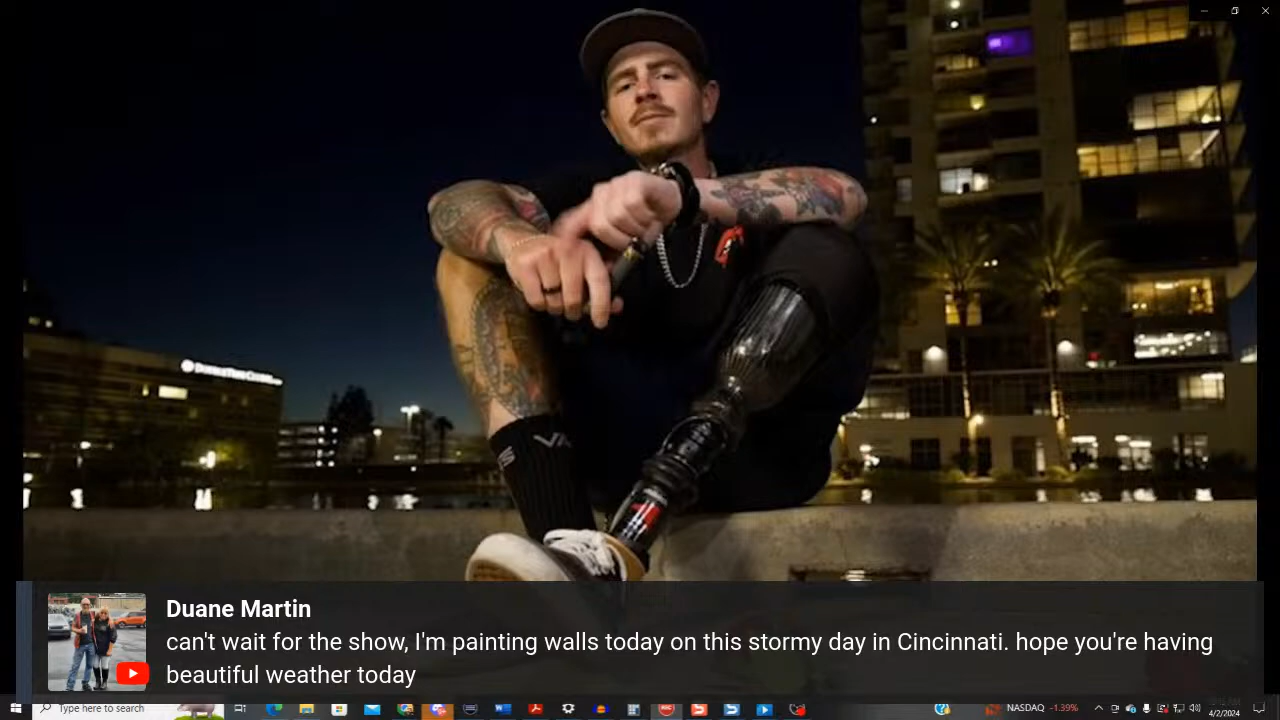 VA
Duane Martin
can't wait for the show, I'm painting walls today on this stormy day in Cincinnati. hope you're having
beautiful weather today
Type here to search
NASDAQ -1.39%
4/2/2024